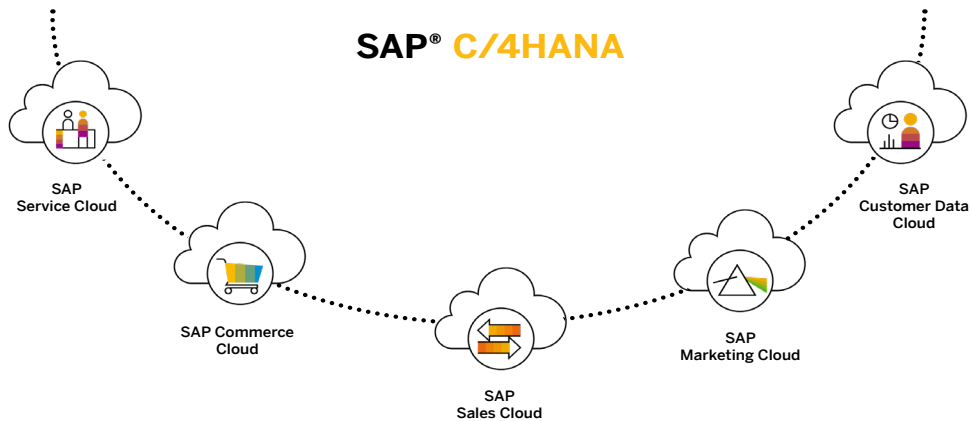 SAP® C/4HANA
SAP
Service Cloud
SAP
Customer Data
Cloud
SAP Commerce
Cloud
SAP
Marketing Cloud
SAP
Sales Cloud